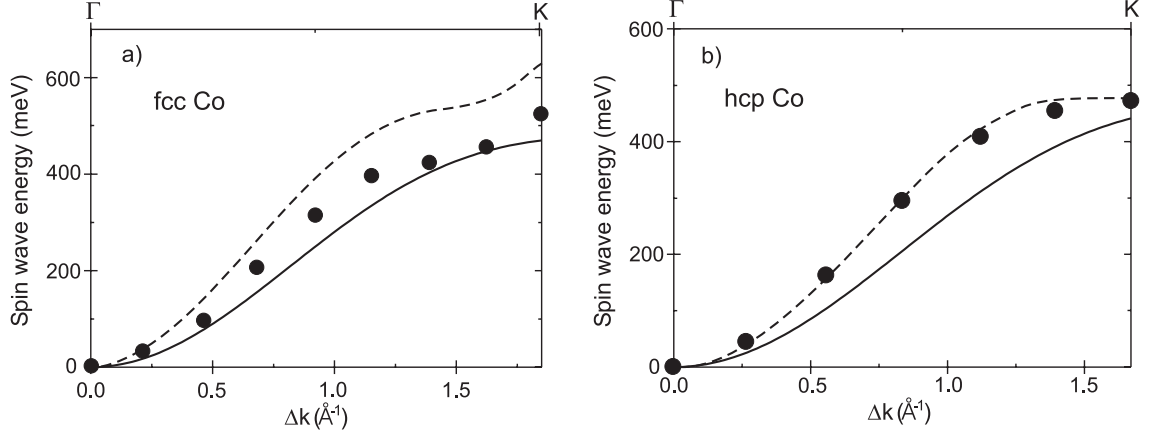 Γ K
a)
fcc Co
Spin wave energy (meV)
600
400
200
0
0.0 0.5 1.0 1.5
Δk (Å⁻¹)
Γ K
b)
hcp Co
Spin wave energy (meV)
600
400
200
0
0.0 0.5 1.0 1.5
Δk (Å⁻¹)